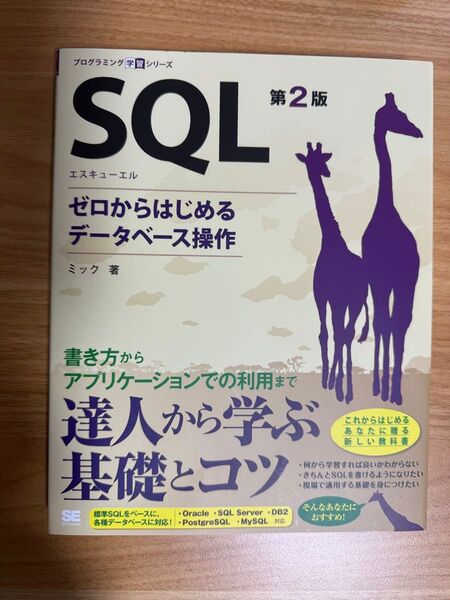 プログラミング学習シリーズ
SQL 第2版
エスキューエル
ゼロからはじめる
データベース操作
ミック 著
書き方から
アプリケーションでの利用まで
達人から学ぶ
基礎とコツ
これからはじめる
あなたに贈る
新しい教科書
・何から学習すれば良いかわからない
・きちんとSQLを書けるようになりたい
・現場で通用する基礎を身につけたい
そんなあなたに
おすすめ!
SE
標準SQLをベースに、
各種データベースに対応!
・Oracle ・SQL Server ・DB2
・PostgreSQL ・MySQL 対応